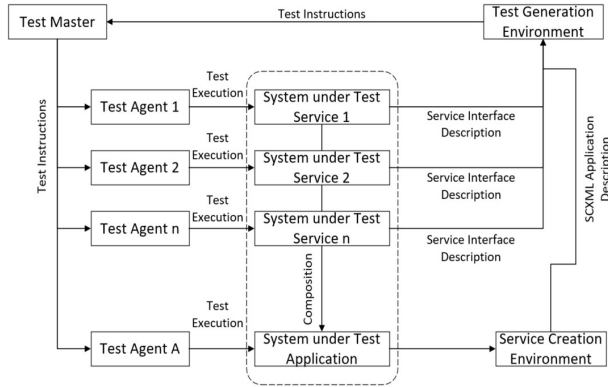 Test Master
Test Instructions
Test Generation
Environment
Test Instructions
Test Agent 1
Test
Execution
System under Test
Service 1
Service Interface
Description
Test Agent 2
Test
Execution
System under Test
Service 2
Service Interface
Description
Test Agent n
Test
Execution
System under Test
Service n
Service Interface
Description
SCXML Application
Description
Composition
Test Agent A
Test
Execution
System under Test
Application
Service Creation
Environment